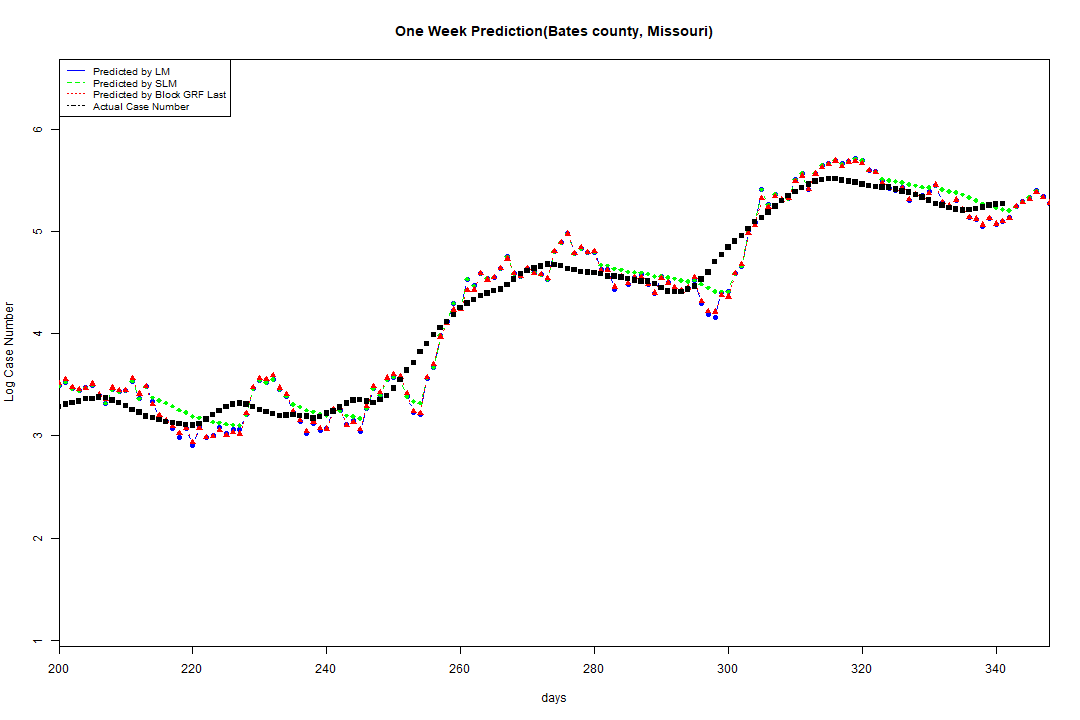 One Week Prediction(Bates county, Missouri)
Predicted by LM
Predicted by SLM
Predicted by Block GRF Last
Actual Case Number
6
5
4
3
2
1
Log Case Number
200 220 240 260 280 300 320 340
days